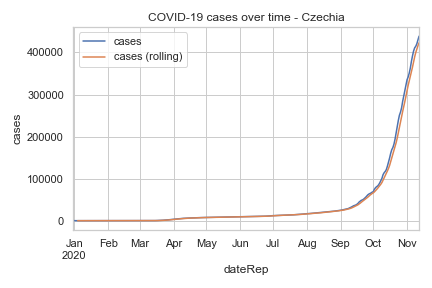 COVID-19 cases over time - Czechia
cases
cases (rolling)
400000
300000
200000
100000
0
cases
Jan Feb Mar Apr May Jun Jul Aug Sep Oct Nov
2020
dateRep